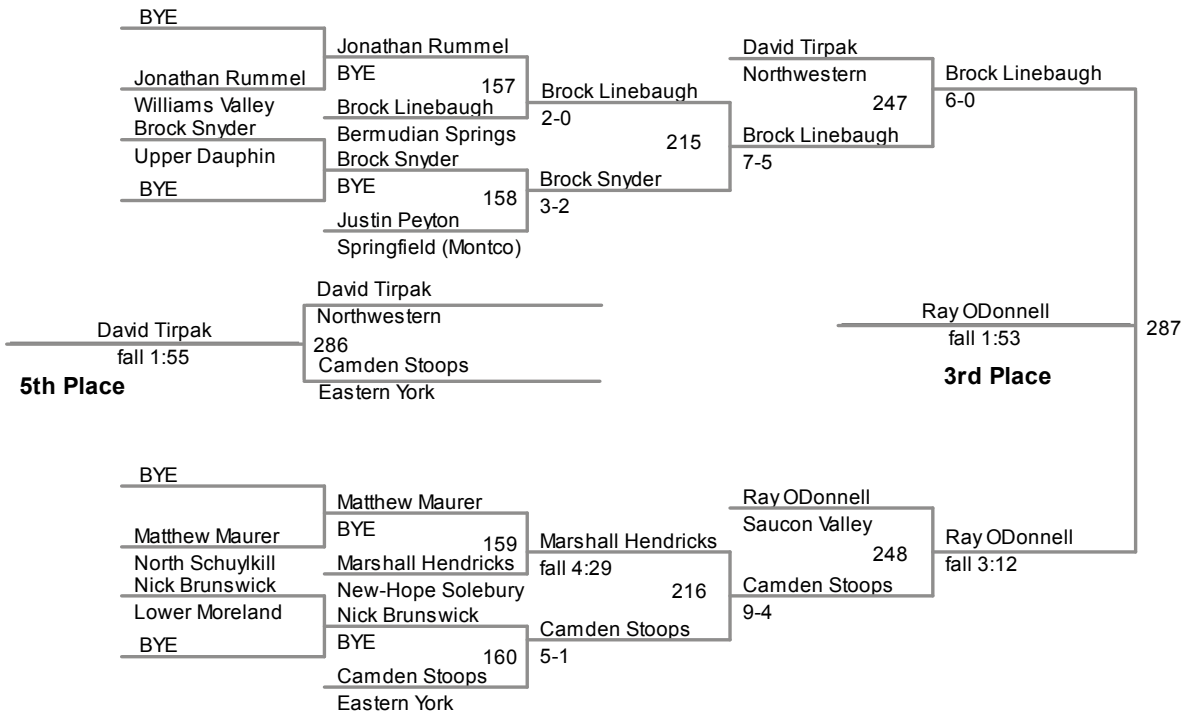 BYE
Jonathan Rummel
Williams Valley
Brock Snyder
Upper Dauphin
BYE
Jonathan Rummel
BYE
157
Brock Linebaugh
Bermudian Springs
Brock Snyder
BYE
158
Justin Peyton
Springfield (Montco)
Brock Linebaugh
2-0
215
Brock Snyder
3-2
David Tirpak
Northwestern
247
Brock Linebaugh
7-5
Brock Linebaugh
6-0
David Tirpak
Northwestern
286
Camden Stoops
Eastern York
David Tirpak
fall 1:55
5th Place
Ray ODonnell
fall 1:53
287
3rd Place
BYE
Matthew Maurer
North Schuylkill
Nick Brunswick
Lower Moreland
BYE
Matthew Maurer
BYE
159
Marshall Hendricks
New-Hope Solebury
Nick Brunswick
BYE
160
Camden Stoops
Eastern York
Marshall Hendricks
fall 4:29
216
Camden Stoops
5-1
Ray ODonnell
Saucon Valley
248
Camden Stoops
9-4
Ray ODonnell
fall 3:12